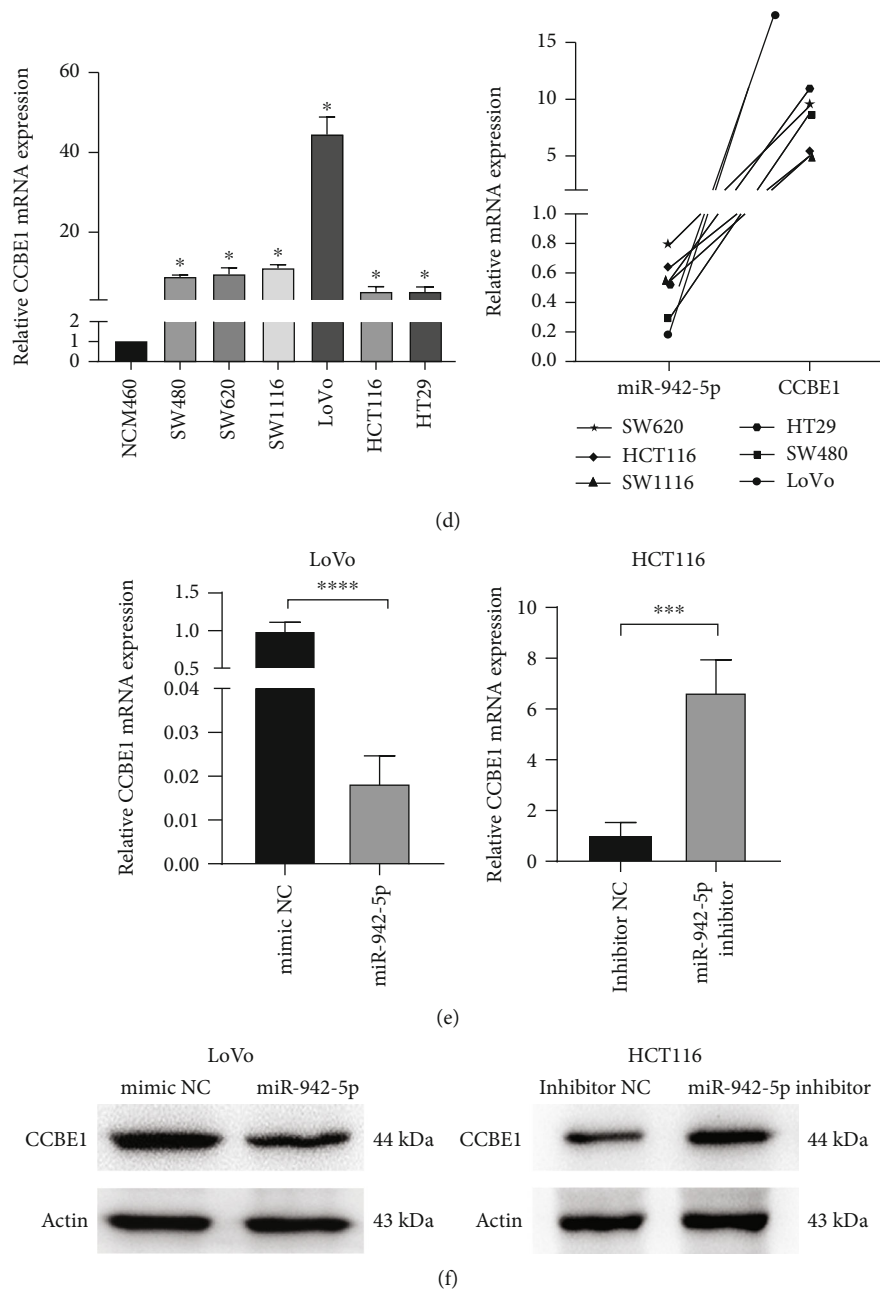 Relative CCBE1 mRNA expression
60
40
20
2
1
0
*
*
*
*
*
*
NCM460
SW480
SW620
SW1116
LoVo
HCT116
HT29
Relative mRNA expression
15
10
5
1.0
0.8
0.6
0.4
0.2
0.0
miR-942-5p
CCBE1
SW620
HCT116
SW1116
HT29
SW480
LoVo
(d)
LoVo
Relative CCBE1 mRNA expression
1.5
1.0
0.5
0.04
0.03
0.02
0.01
0.00
****
mimic NC
miR-942-5p
HCT116
Relative CCBE1 mRNA expression
10
8
6
4
2
0
***
Inhibitor NC
miR-942-5p
inhibitor
(e)
LoVo
mimic NC miR-942-5p
CCBE1 44 kDa
Actin 43 kDa
HCT116
Inhibitor NC miR-942-5p inhibitor
CCBE1 44 kDa
Actin 43 kDa
(f)